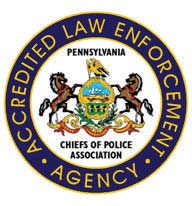 ACCREDITED LAW ENFORCEMENT
PENNSYLVANIA
CHIEFS OF POLICE
ASSOCIATION
AGENCY